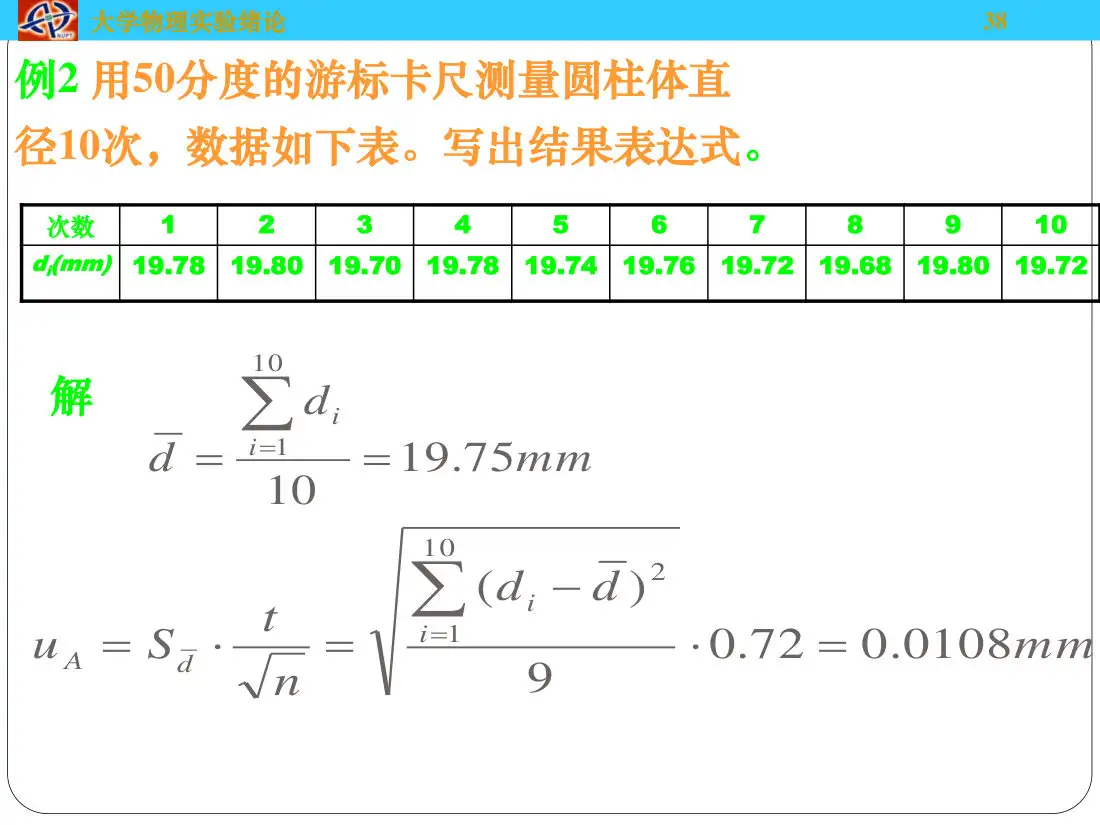 大学物理实验绪论 38
NUPT
例2 用50分度的游标卡尺测量圆柱体直
径10次，数据如下表。写出结果表达式。
次数 1 2 3 4 5 6 7 8 9 10
dᵢ(mm) 19.78 19.80 19.70 19.78 19.74 19.76 19.72 19.68 19.80 19.72
解
d̅ = ∑_{i=1}^{10} d_i / 10 = 19.75mm
u_A = S_d̅ · t/√n = √(∑_{i=1}^{10} (d_i − d̅)² / 9) · 0.72 = 0.0108mm